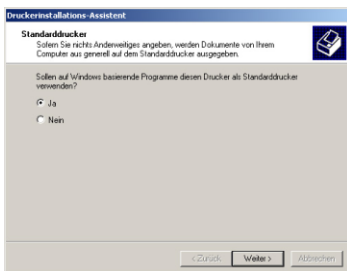 Druckerinstallations-Assistent
Standarddrucker
Sofern Sie nichts Anderweitiges angeben, werden Dokumente von Ihrem
Computer aus generell auf dem Standarddrucker ausgegeben.
Sollen auf Windows basierende Programme diesen Drucker als Standarddrucker
verwenden?
Ja
Nein
< Zurück Weiter > Abbrechen